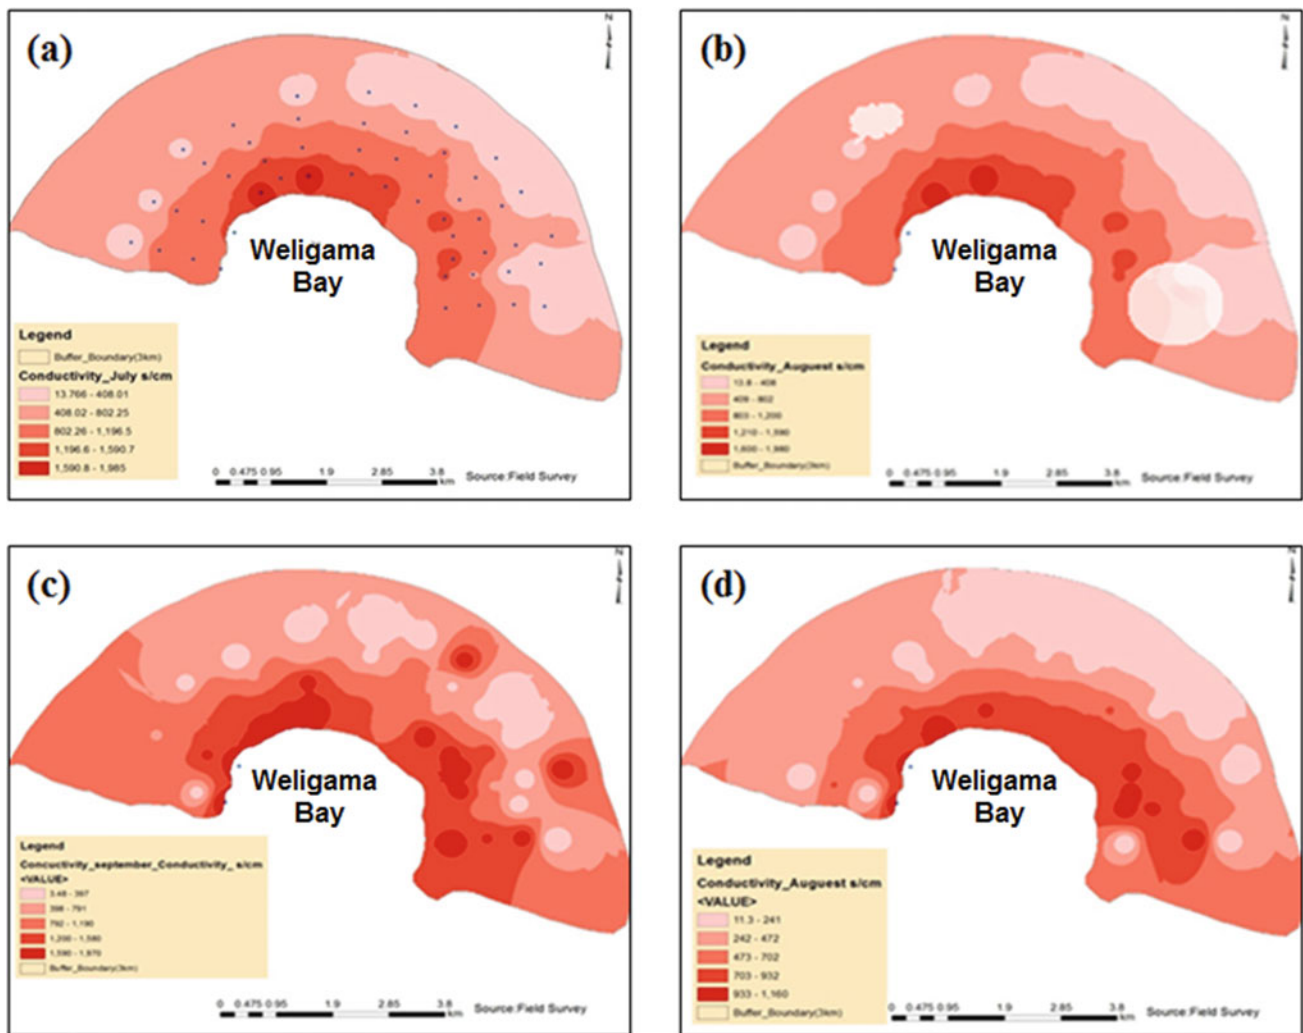 (a)
N
Weligama
Bay
Legend
Buffer_Boundary(3km)
Conductivity_July s/cm
13.766 - 408.01
408.02 - 802.25
802.26 - 1,196.5
1,196.6 - 1,590.7
1,590.8 - 1,985
0 0.475 0.95 1.9 2.85 3.8
km
Source:Field Survey
(b)
N
Weligama
Bay
Legend
Conductivity_Auguest s/cm
13.8 - 408
409 - 802
803 - 1,200
1,210 - 1,590
1,600 - 1,980
Buffer_Boundary(3km)
0 0.475 0.95 1.9 2.85 3.8
km
Source:Field Survey
(c)
N
Weligama
Bay
Legend
Concuctivity_september_Conductivity_ s/cm
<VALUE>
3.48 - 397
398 - 791
792 - 1,190
1,200 - 1,580
1,590 - 1,970
Buffer_Boundary(3km)
0 0.475 0.95 1.9 2.85 3.8
km
Source:Field Survey
(d)
N
Weligama
Bay
Legend
Conductivity_Auguest s/cm
<VALUE>
11.3 - 241
242 - 472
473 - 702
703 - 932
933 - 1,160
Buffer_Boundary(3km)
0 0.475 0.95 1.9 2.85 3.8
km
Source:Field Survey